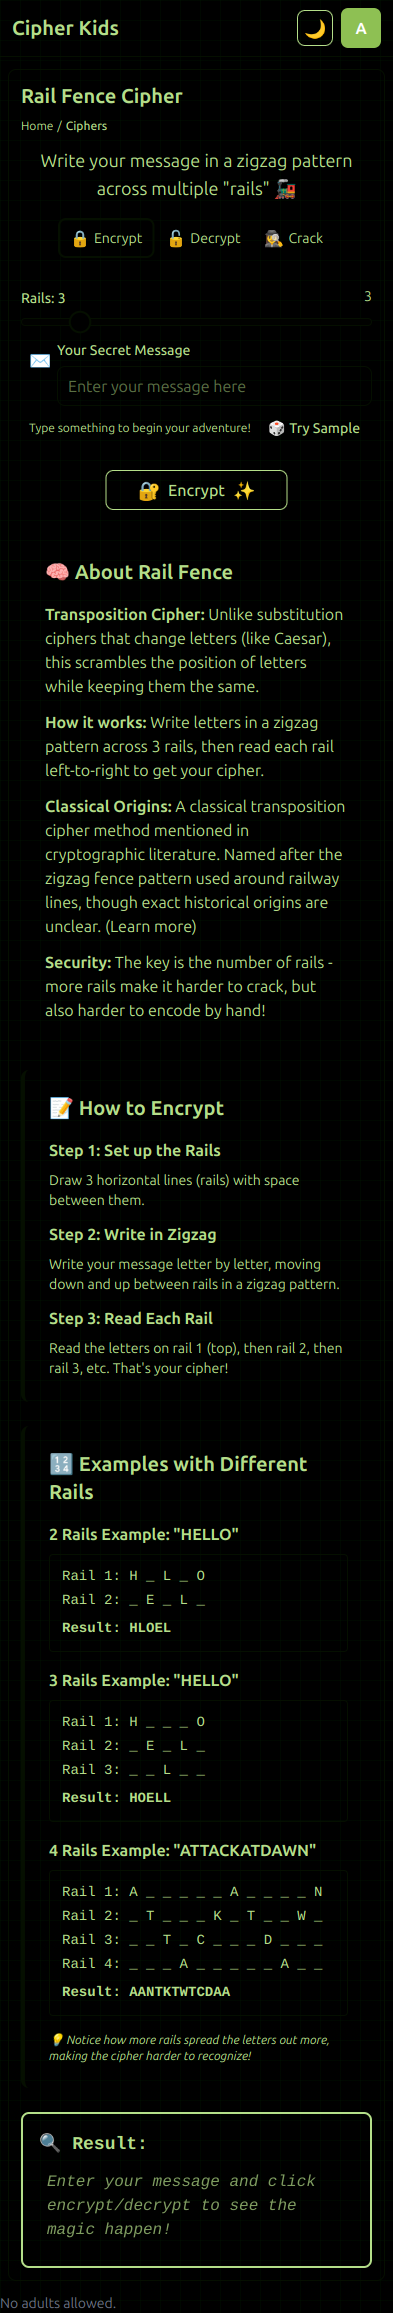 Cipher Kids
A
Rail Fence Cipher
Home / Ciphers
Write your message in a zigzag pattern
across multiple "rails" 🚂
🔒 Encrypt 🔓 Decrypt 🕵️ Crack
Rails: 3
3
Your Secret Message
Enter your message here
Type something to begin your adventure!
🎲 Try Sample
🔐 Encrypt ✨
🧠 About Rail Fence
Transposition Cipher: Unlike substitution
ciphers that change letters (like Caesar),
this scrambles the position of letters
while keeping them the same.
How it works: Write letters in a zigzag
pattern across 3 rails, then read each rail
left-to-right to get your cipher.
Classical Origins: A classical transposition
cipher method mentioned in
cryptographic literature. Named after the
zigzag fence pattern used around railway
lines, though exact historical origins are
unclear. (Learn more)
Security: The key is the number of rails -
more rails make it harder to crack, but
also harder to encode by hand!
📝 How to Encrypt
Step 1: Set up the Rails
Draw 3 horizontal lines (rails) with space
between them.
Step 2: Write in Zigzag
Write your message letter by letter, moving
down and up between rails in a zigzag pattern.
Step 3: Read Each Rail
Read the letters on rail 1 (top), then rail 2, then
rail 3, etc. That's your cipher!
🔢 Examples with Different
Rails
2 Rails Example: "HELLO"
Rail 1: H _ L _ O
Rail 2: _ E _ L _
Result: HLOEL
3 Rails Example: "HELLO"
Rail 1: H _ _ _ O
Rail 2: _ E _ L _
Rail 3: _ _ L _ _
Result: HOELL
4 Rails Example: "ATTACKATDAWN"
Rail 1: A _ _ _ _ _ A _ _ _ _ N
Rail 2: _ T _ _ _ K _ T _ _ W _
Rail 3: _ _ T _ C _ _ _ D _ _ _
Rail 4: _ _ _ A _ _ _ _ _ A _ _
Result: AANTKTWTCDAA
💡 Notice how more rails spread the letters out more,
making the cipher harder to recognize!
🔍 Result:
Enter your message and click
encrypt/decrypt to see the
magic happen!
No adults allowed.